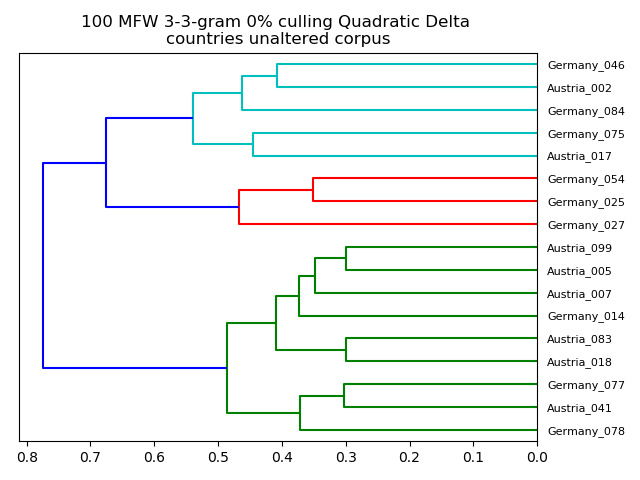 100 MFW 3-3-gram 0% culling Quadratic Delta
countries unaltered corpus
Germany_046
Austria_002
Germany_084
Germany_075
Austria_017
Germany_054
Germany_025
Germany_027
Austria_099
Austria_005
Austria_007
Germany_014
Austria_083
Austria_018
Germany_077
Austria_041
Germany_078
0.8 0.7 0.6 0.5 0.4 0.3 0.2 0.1 0.0